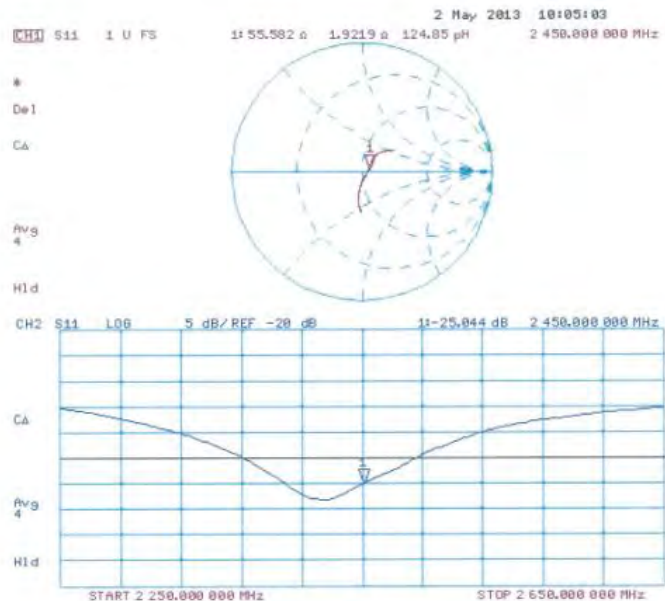 2 May 2013 10:05:03
CH1 S11 1 U FS 1: 55.582 Ω 1.9219 Ω 124.85 pH 2 450.000 000 MHz
*
Del
CΔ
1
Avg
4
Hld
CH2 S11 LOG 5 dB/REF -20 dB 1:-25.044 dB 2 450.000 000 MHz
CΔ
1
Avg
4
Hld
START 2 250.000 000 MHz STOP 2 650.000 000 MHz